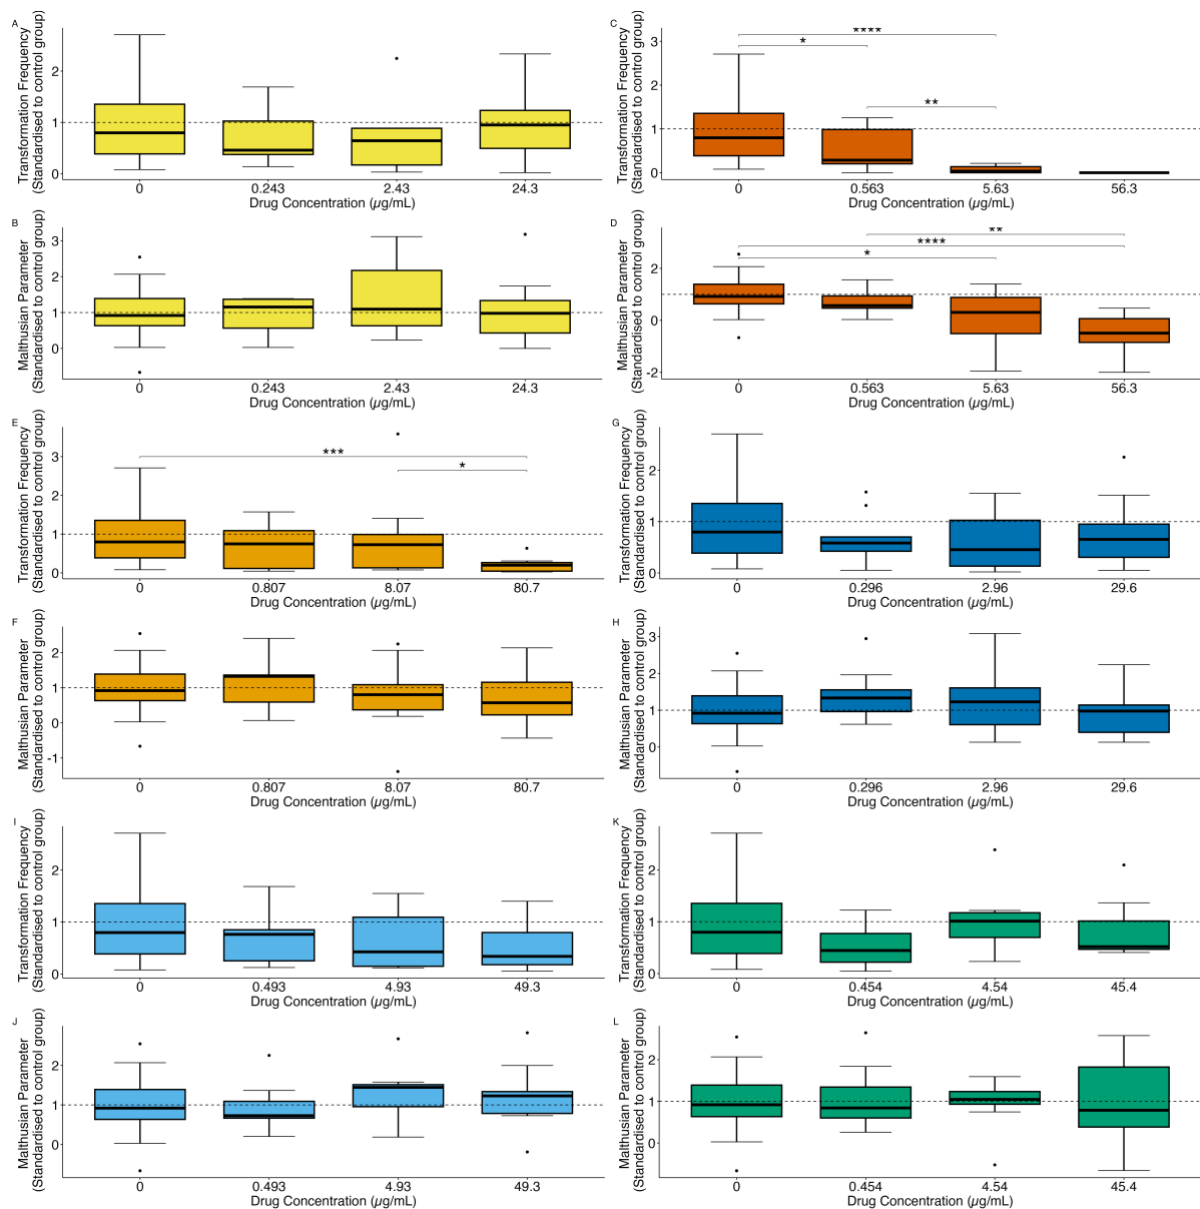 A
Transformation Frequency
(Standardised to control group)
2
1
0
0 0.243 2.43 24.3
Drug Concentration (µg/mL)
C
Transformation Frequency
(Standardised to control group)
3
1
0
****
*
**
0 0.563 5.63 56.3
Drug Concentration (µg/mL)
B
Malthusian Parameter
(Standardised to control group)
3
2
1
0
0 0.243 2.43 24.3
Drug Concentration (µg/mL)
D
Malthusian Parameter
(Standardised to control group)
2
0
-2
**
****
*
0 0.563 5.63 56.3
Drug Concentration (µg/mL)
E
Transformation Frequency
(Standardised to control group)
3
2
1
0
***
*
0 0.807 8.07 80.7
Drug Concentration (µg/mL)
G
Transformation Frequency
(Standardised to control group)
2
1
0
0 0.296 2.96 29.6
Drug Concentration (µg/mL)
F
Malthusian Parameter
(Standardised to control group)
2
1
0
-1
0 0.807 8.07 80.7
Drug Concentration (µg/mL)
H
Malthusian Parameter
(Standardised to control group)
3
2
1
0
0 0.296 2.96 29.6
Drug Concentration (µg/mL)
I
Transformation Frequency
(Standardised to control group)
2
1
0
0 0.493 4.93 49.3
Drug Concentration (µg/mL)
K
Transformation Frequency
(Standardised to control group)
2
1
0
0 0.454 4.54 45.4
Drug Concentration (µg/mL)
J
Malthusian Parameter
(Standardised to control group)
2
1
0
0 0.493 4.93 49.3
Drug Concentration (µg/mL)
L
Malthusian Parameter
(Standardised to control group)
2
1
0
0 0.454 4.54 45.4
Drug Concentration (µg/mL)